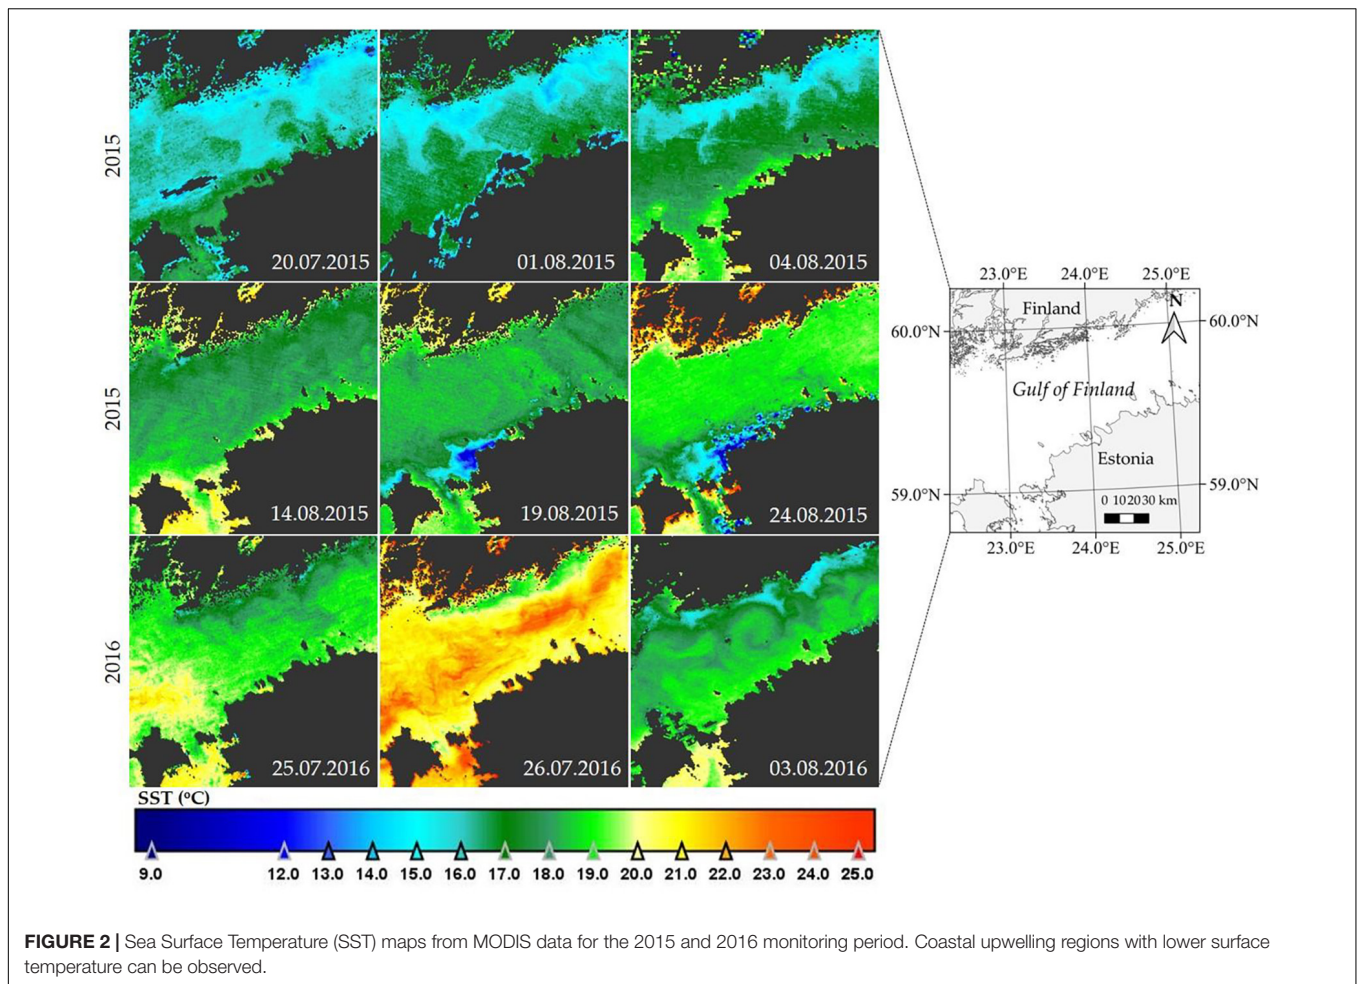 2015
20.07.2015
01.08.2015
04.08.2015
2015
14.08.2015
19.08.2015
24.08.2015
2016
25.07.2016
26.07.2016
03.08.2016
23.0°E 24.0°E 25.0°E
Finland
N
60.0°N
60.0°N
Gulf of Finland
Estonia
59.0°N
59.0°N
0 10 20 30 km
23.0°E 24.0°E 25.0°E
SST (°C)
9.0 12.0 13.0 14.0 15.0 16.0 17.0 18.0 19.0 20.0 21.0 22.0 23.0 24.0 25.0
FIGURE 2 | Sea Surface Temperature (SST) maps from MODIS data for the 2015 and 2016 monitoring period. Coastal upwelling regions with lower surface
temperature can be observed.